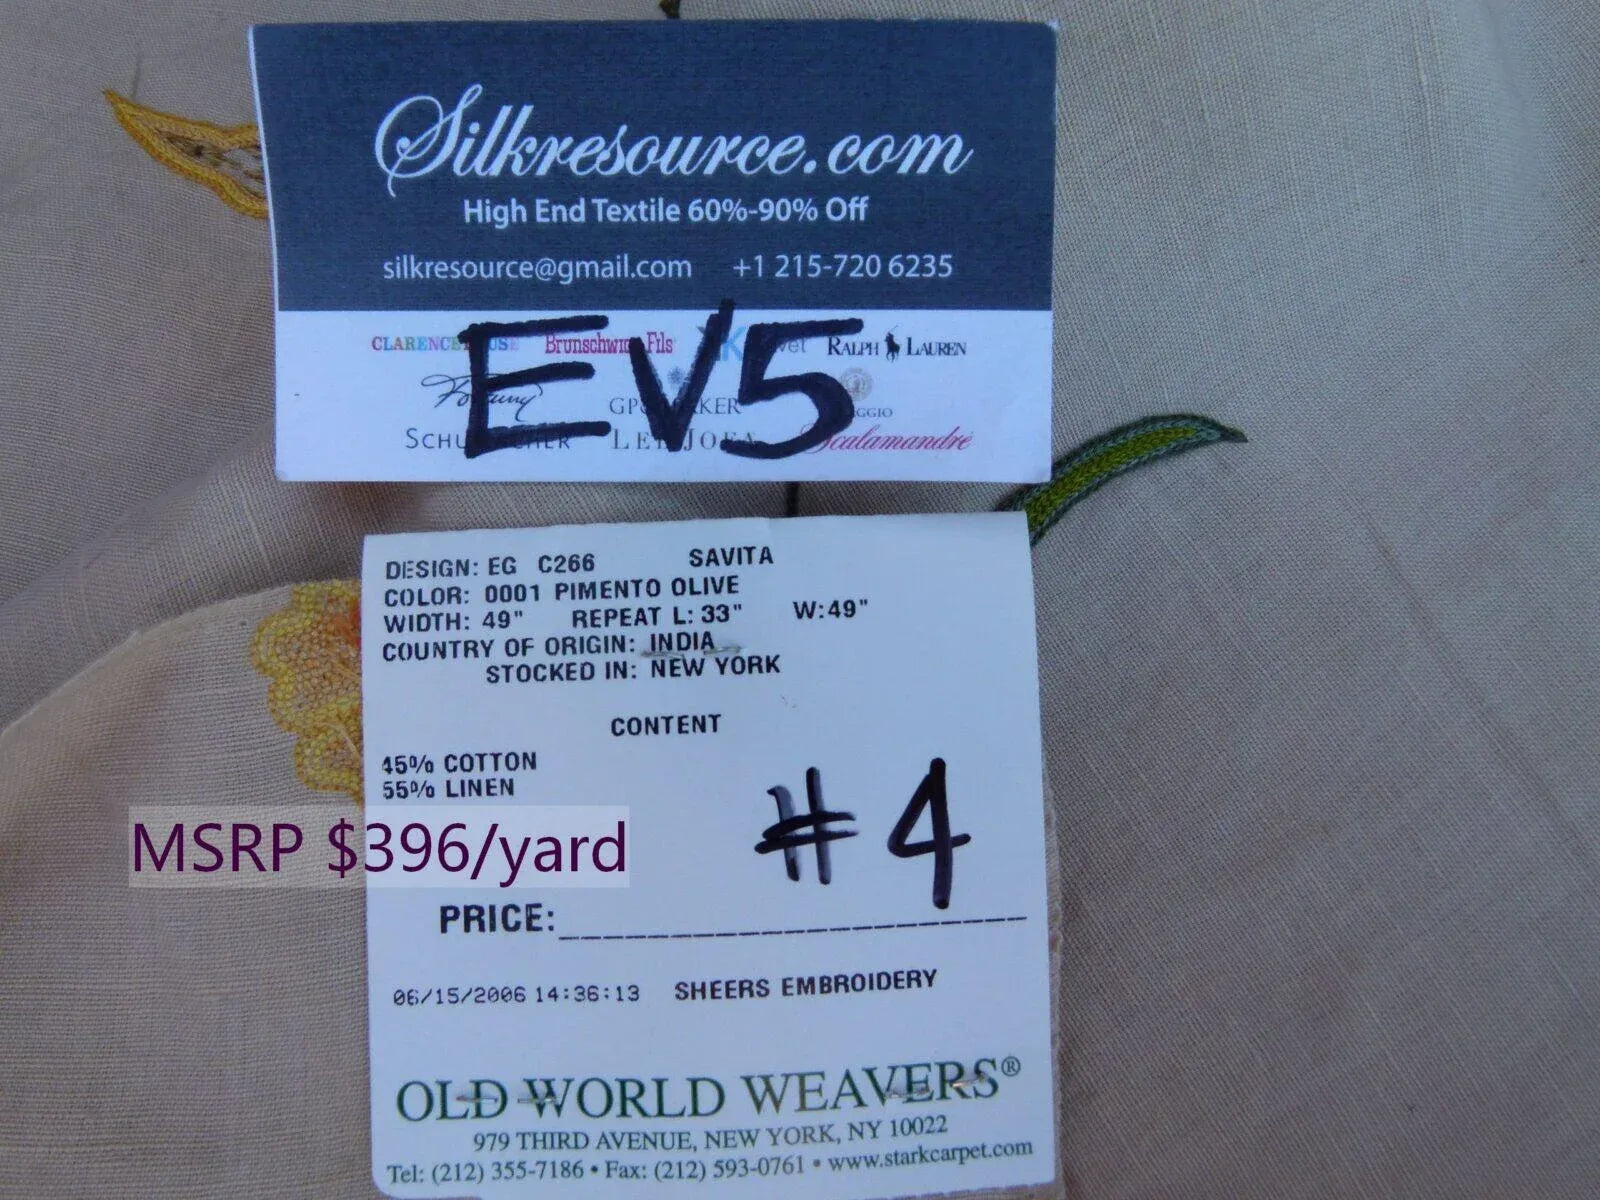 Silkresource.com
High End Textile 60%-90% Off
silkresource@gmail.com +1 215-720 6235
EV5
Brunschwig Fils RALPH LAUREN
Scalamandré
DESIGN: EG C266 SAVITA
COLOR: 0001 PIMENTO OLIVE
WIDTH: 49" REPEAT L: 33" W:49"
COUNTRY OF ORIGIN: INDIA
STOCKED IN: NEW YORK
CONTENT
45% COTTON
55% LINEN
#4
MSRP $396/yard
PRICE:
06/15/2006 14:36:13 SHEERS EMBROIDERY
OLD WORLD WEAVERS®
979 THIRD AVENUE, NEW YORK, NY 10022
Tel: (212) 355-7186 • Fax: (212) 593-0761 • www.starkcarpet.com